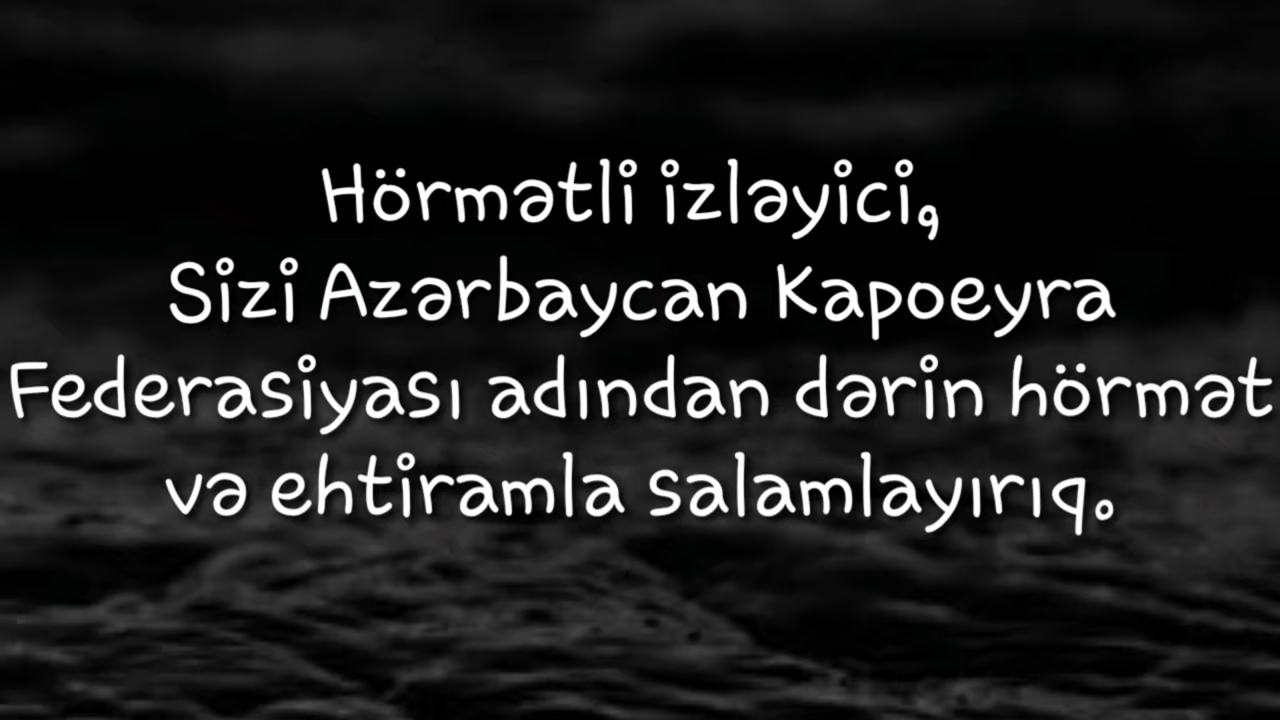 Hörmətli izləyici,
Sizi Azərbaycan Kapoeyra
Federasiyası adından dərin hörmət
və ehtiramla salamlayırıq.